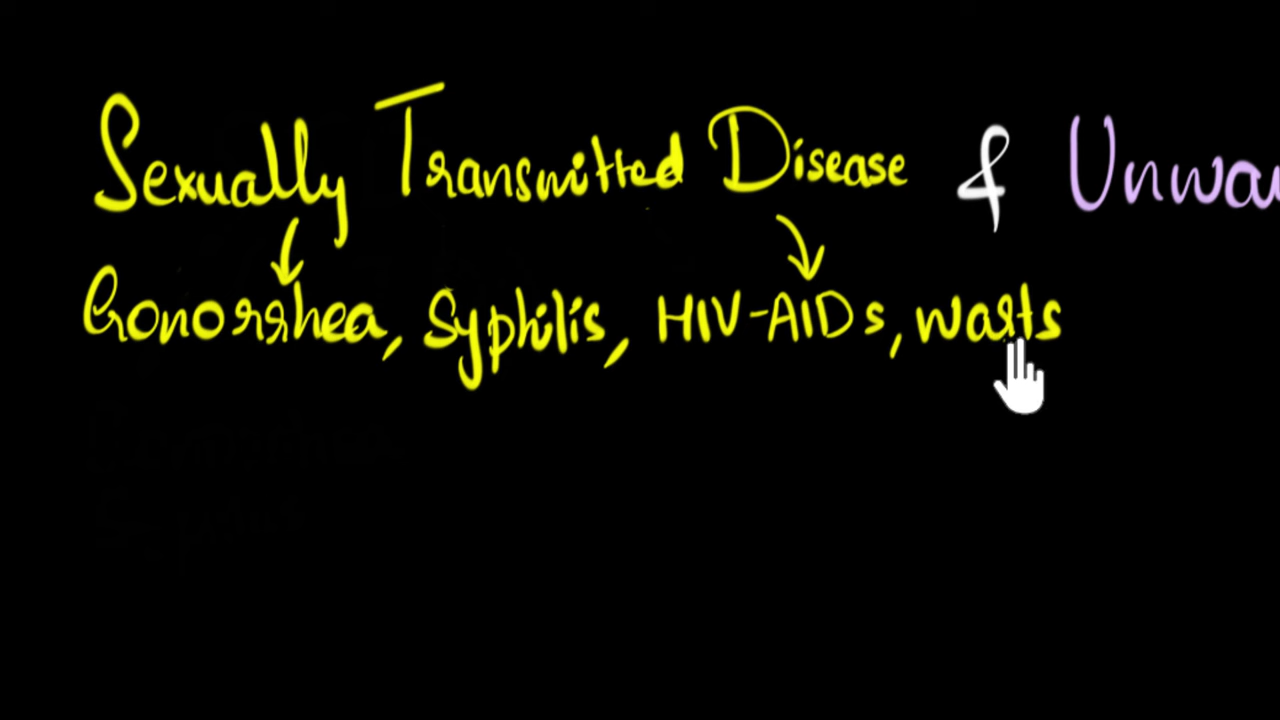 Sexually Transmitted Disease & Unwa
Gonorrhea, Syphilis, HIV-AIDs, warts